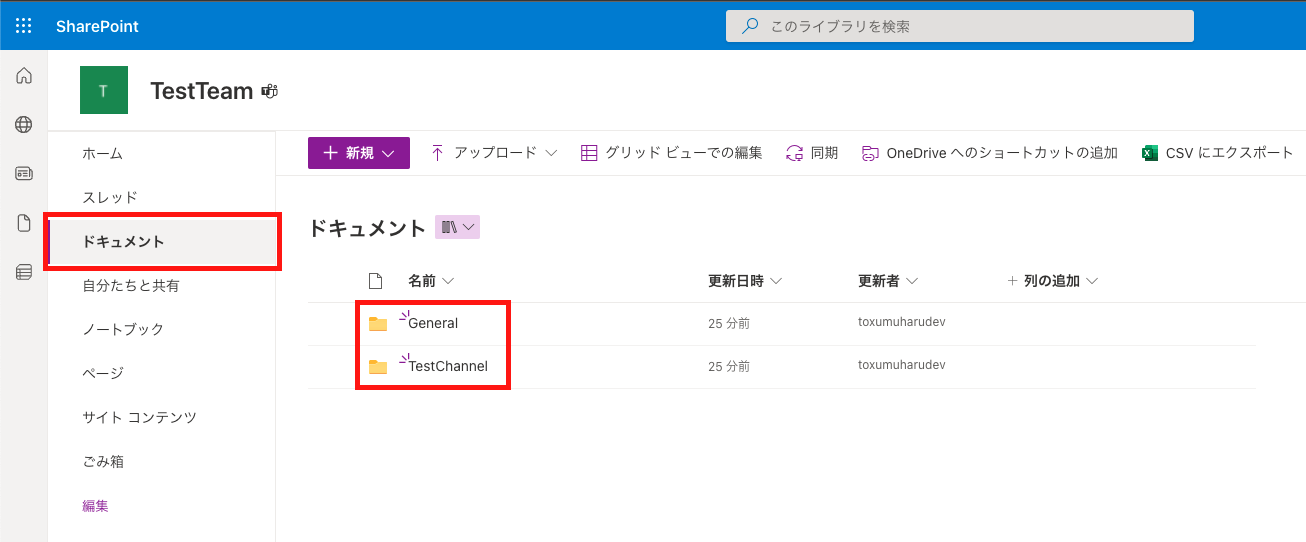 SharePoint
このライブラリを検索
T
TestTeam
ホーム
スレッド
ドキュメント
自分たちと共有
ノートブック
ページ
サイト コンテンツ
ごみ箱
編集
新規 アップロード グリッド ビューでの編集 同期 OneDrive へのショートカットの追加 CSV にエクスポート
ドキュメント
名前 更新日時 更新者 + 列の追加
General 25 分前 toxumuharudev
TestChannel 25 分前 toxumuharudev